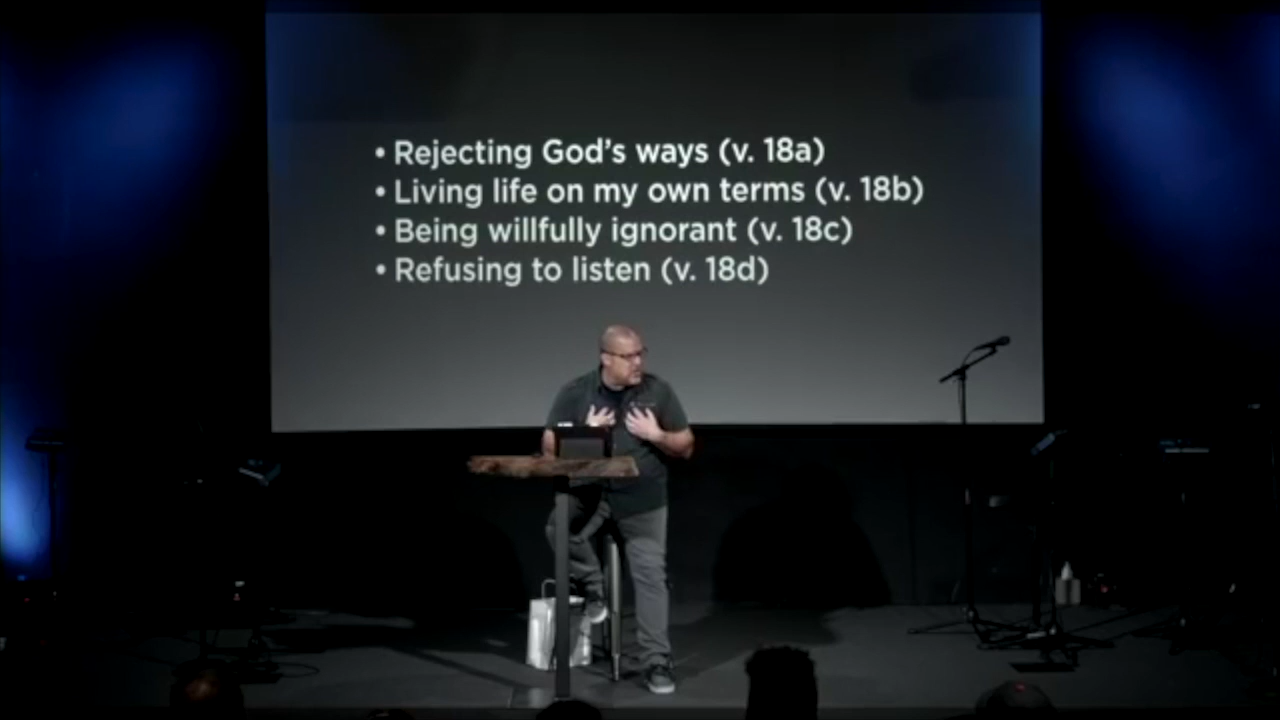 • Rejecting God's ways (v. 18a)
• Living life on my own terms (v. 18b)
• Being willfully ignorant (v. 18c)
• Refusing to listen (v. 18d)